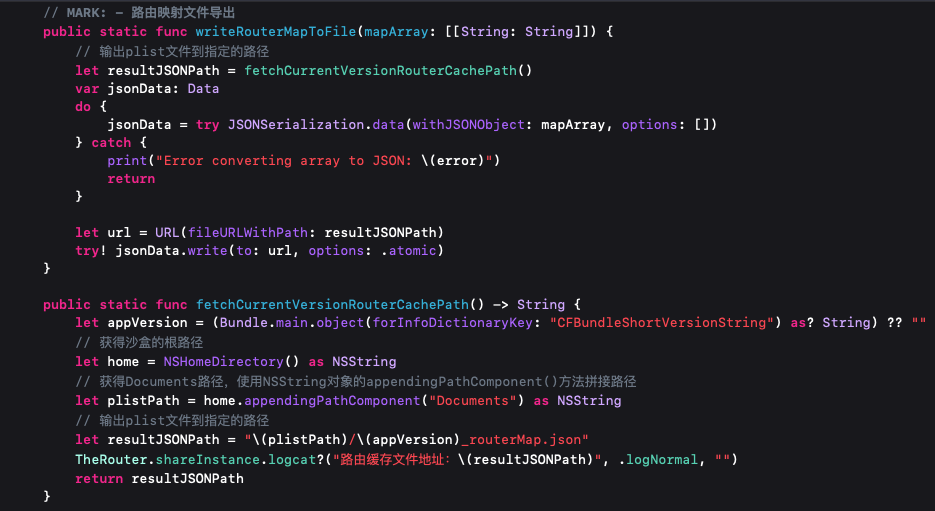 // MARK: - 路由映射文件导出
public static func writeRouterMapToFile(mapArray: [[String: String]]) {
// 输出plist文件到指定的路径
let resultJSONPath = fetchCurrentVersionRouterCachePath()
var jsonData: Data
do {
jsonData = try JSONSerialization.data(withJSONObject: mapArray, options: [])
} catch {
print("Error converting array to JSON: \(error)")
return
}
let url = URL(fileURLWithPath: resultJSONPath)
try! jsonData.write(to: url, options: .atomic)
}
public static func fetchCurrentVersionRouterCachePath() -> String {
let appVersion = (Bundle.main.object(forInfoDictionaryKey: "CFBundleShortVersionString") as? String) ?? ""
// 获得沙盒的根路径
let home = NSHomeDirectory() as NSString
// 获得Documents路径，使用NSString对象的appendingPathComponent()方法拼接路径
let plistPath = home.appendingPathComponent("Documents") as NSString
// 输出plist文件到指定的路径
let resultJSONPath = "\(plistPath)/\(appVersion)_routerMap.json"
TheRouter.shareInstance.logcat?("路由缓存文件地址：\(resultJSONPath)", .logNormal, "")
return resultJSONPath
}